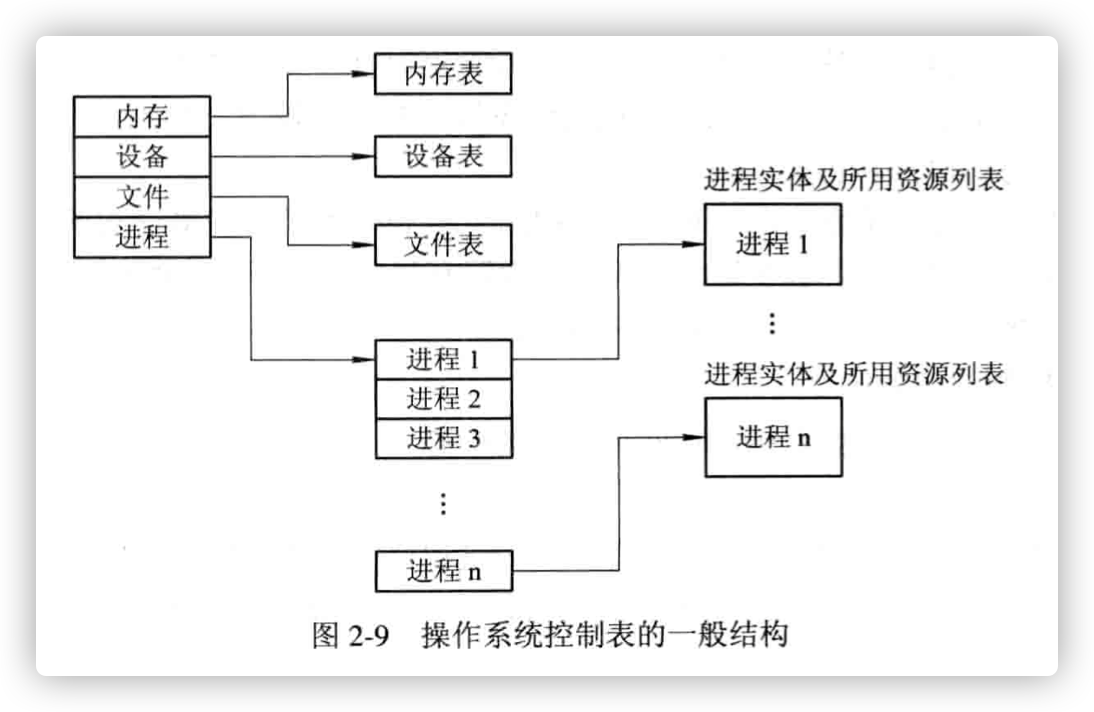 内存
设备
文件
进程
内存表
设备表
文件表
进程 1
进程 2
进程 3
⋮
进程 n
进程实体及所用资源列表
进程 1
⋮
进程实体及所用资源列表
进程 n
图 2-9 操作系统控制表的一般结构